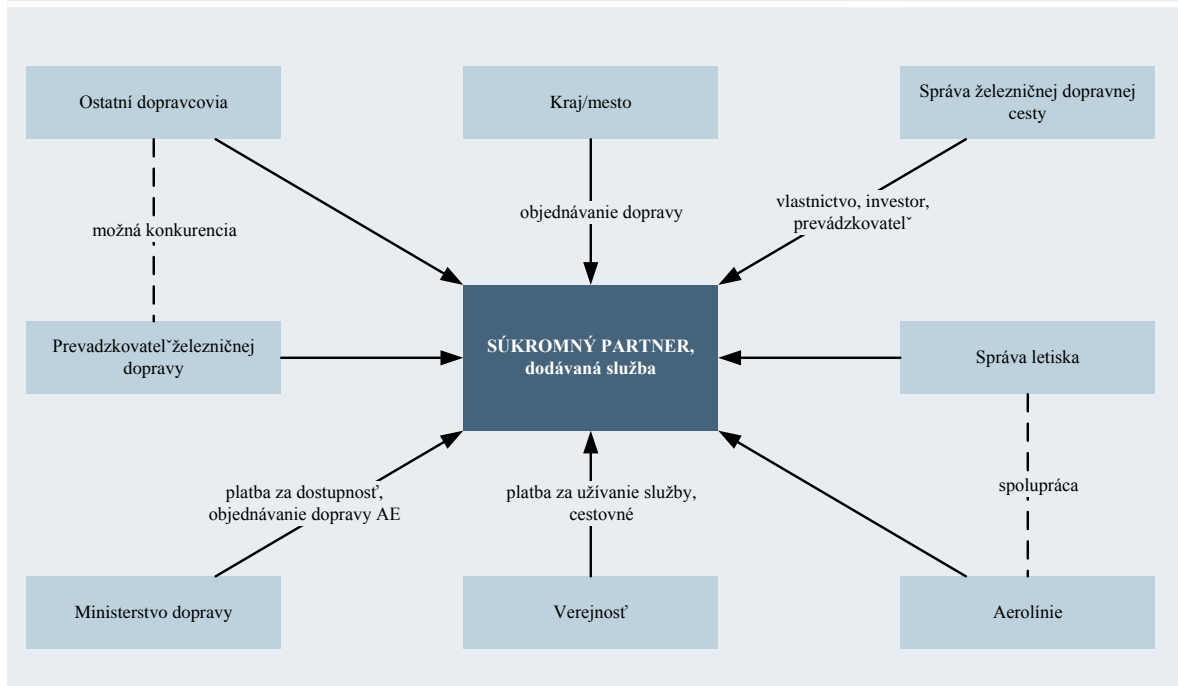 Ostatní dopravcovia
Kraj/mesto
Správa železničnej dopravnej
cesty
možná konkurencia
objednávanie dopravy
vlastnictvo, investor,
prevádzkovateľ
Prevadzkovateľ železničnej
dopravy
SÚKROMNÝ PARTNER,
dodávaná služba
Správa letiska
platba za dostupnosť,
objednávanie dopravy AE
platba za užívanie služby,
cestovné
spolupráca
Ministerstvo dopravy
Verejnosť
Aerolínie